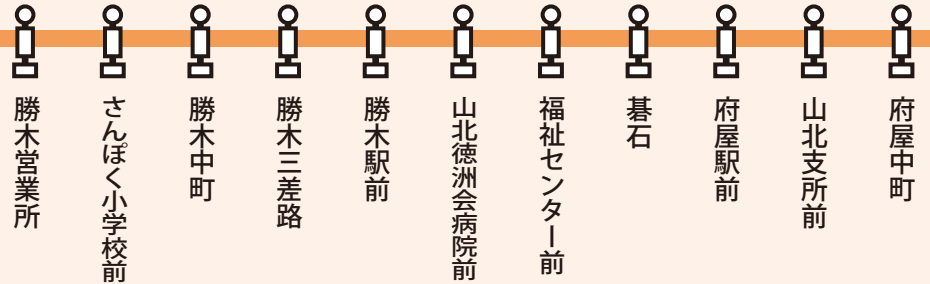 勝木営業所
さんぽく小学校前
勝木中町
勝木三差路
勝木駅前
山北徳洲会病院前
福祉センター前
碁石
府屋駅前
山北支所前
府屋中町